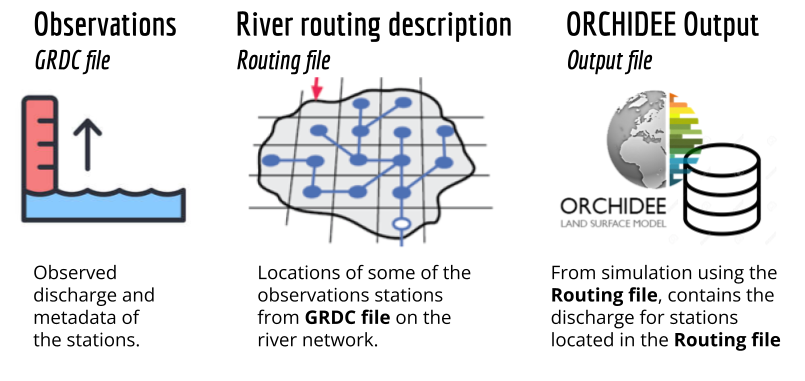 Observations
GRDC file
River routing description
Routing file
ORCHIDEE Output
Output file
ORCHIDEE
LAND SURFACE MODEL
Observed
discharge and
metadata of
the stations.
Locations of some of the
observations stations
from GRDC file on the
river network.
From simulation using the
Routing file, contains the
discharge for stations
located in the Routing file